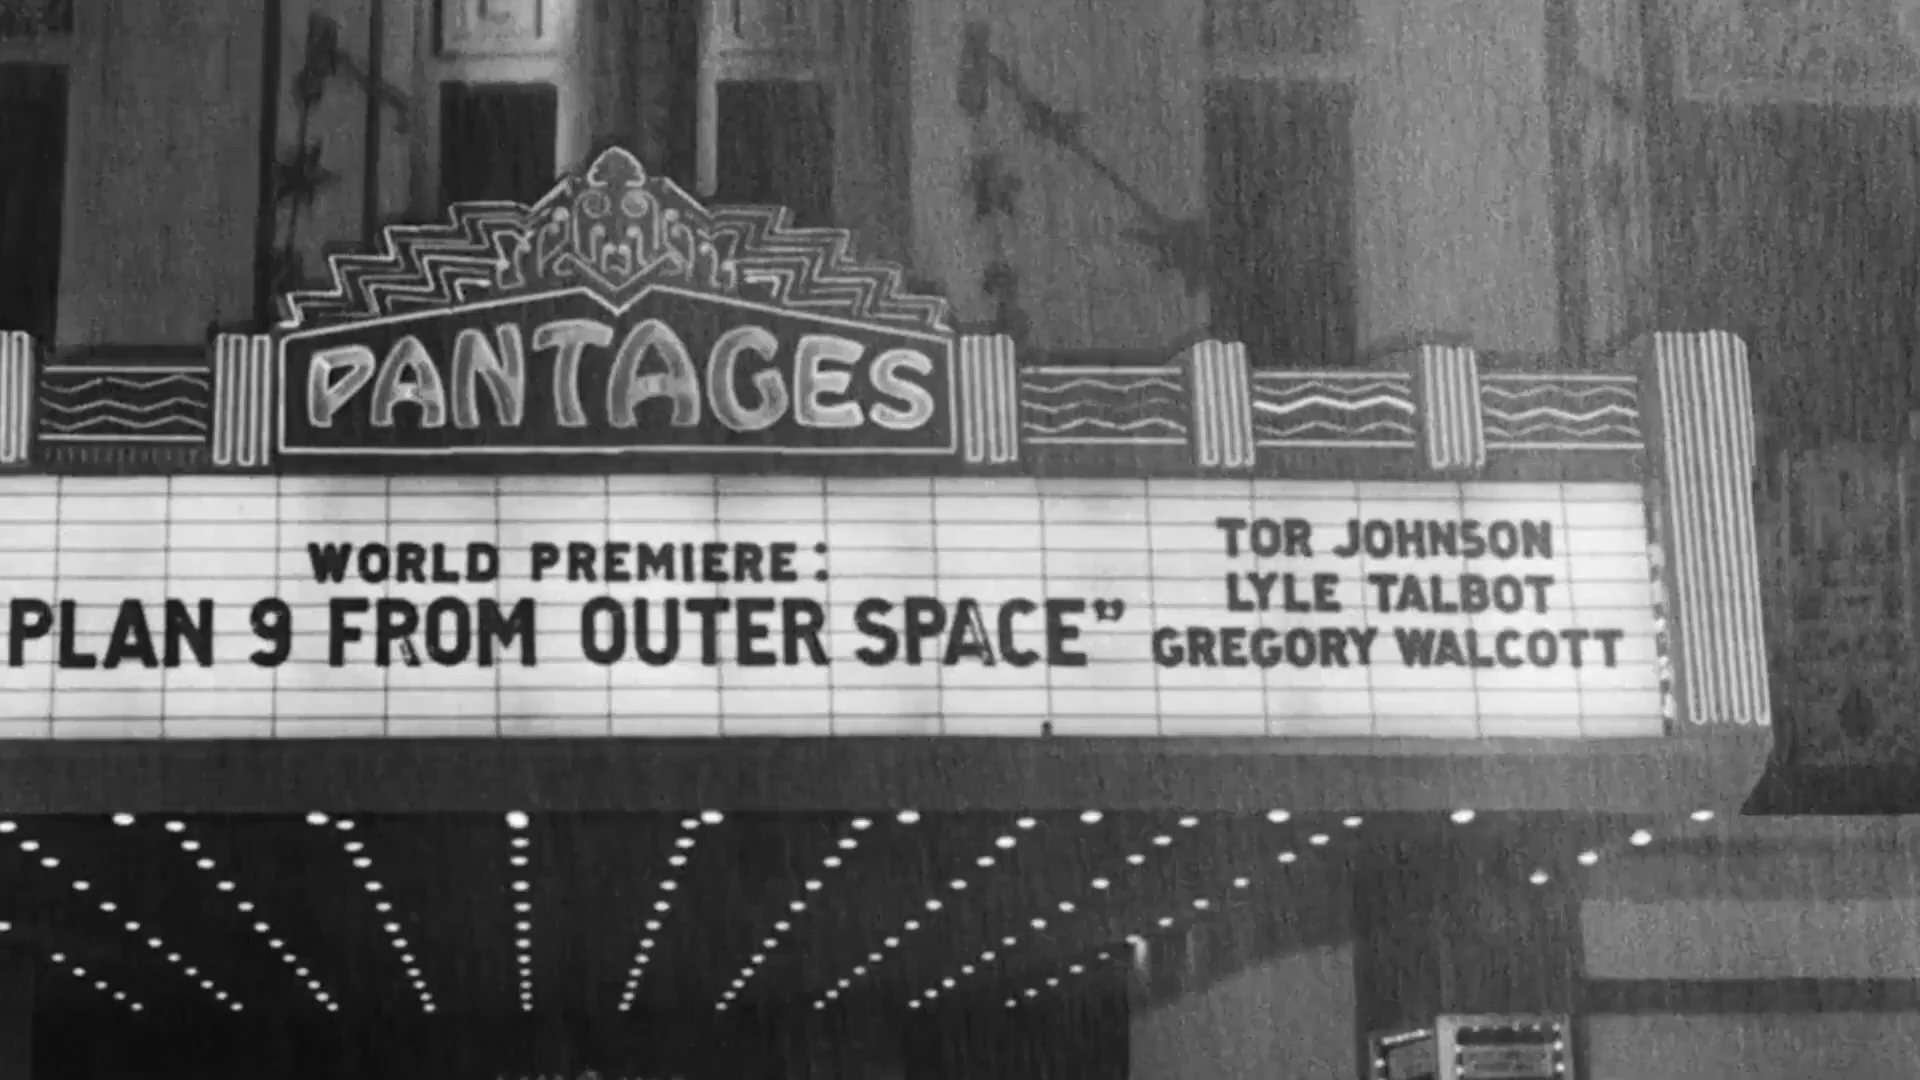 PANTAGES
WORLD PREMIERE:
PLAN 9 FROM OUTER SPACE"
TOR JOHNSON
LYLE TALBOT
GREGORY WALCOTT